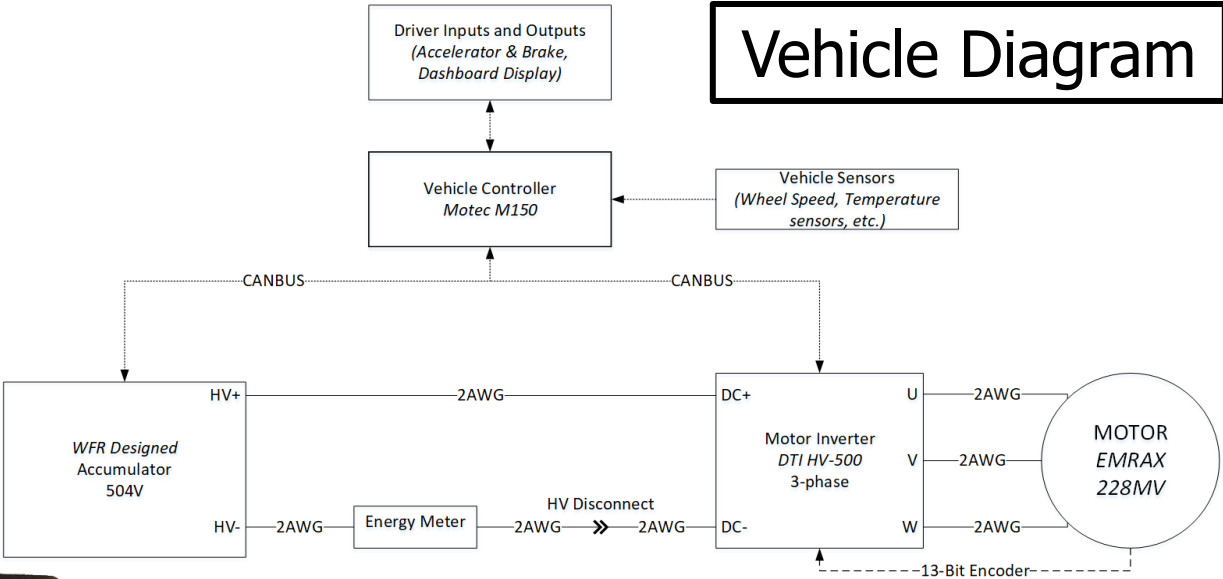 Vehicle Diagram
Driver Inputs and Outputs
(Accelerator & Brake,
Dashboard Display)
Vehicle Controller
Motec M150
Vehicle Sensors
(Wheel Speed, Temperature
sensors, etc.)
CANBUS
CANBUS
HV+
2AWG
DC+
U
2AWG
WFR Designed
Accumulator
504V
Motor Inverter
DTI HV-500
3-phase
V
2AWG
MOTOR
EMRAX
228MV
HV-
2AWG
Energy Meter
2AWG
HV Disconnect
2AWG
DC-
W
2AWG
13-Bit Encoder